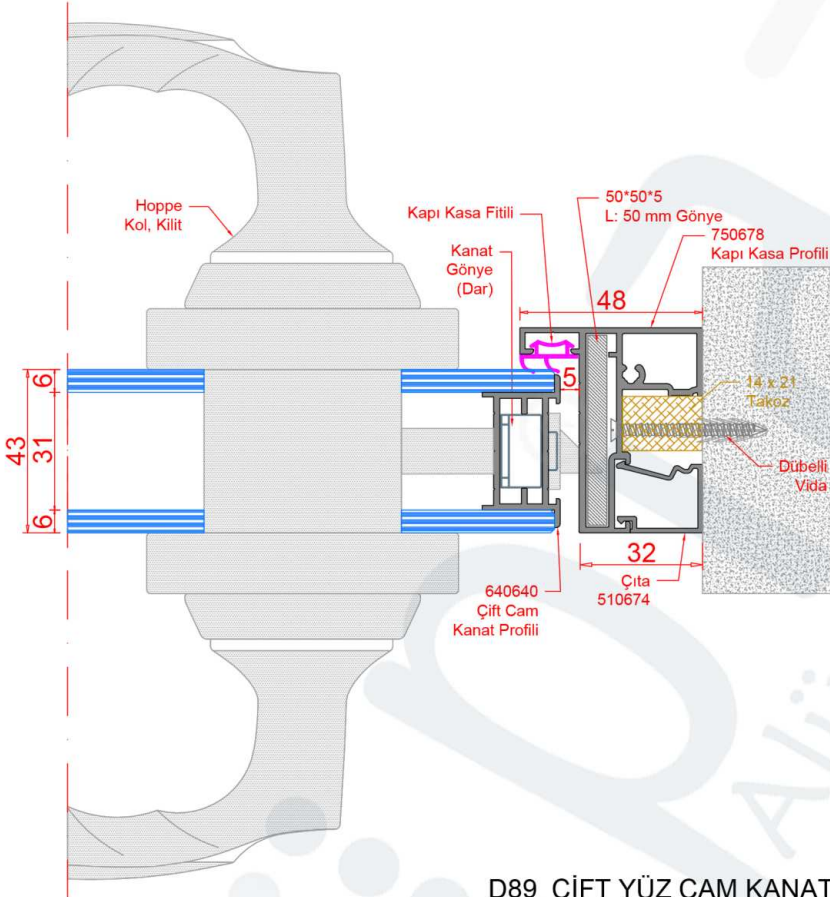 Hoppe
Kol, Kilit
Kapı Kasa Fitili
50*50*5
L: 50 mm Gönye
750678
Kapı Kasa Profili
Kanat
Gönye
(Dar)
48
5
6
43
31
6
14 x 21
Takoz
Dübelli
Vida
32
Çıta
510674
640640
Çift Cam
Kanat Profili
D89 ÇİFT YÜZ CAM KANAT